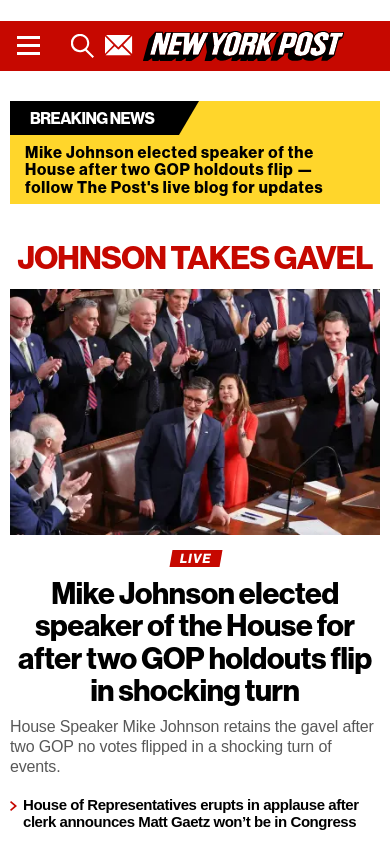 NEW YORK POST
BREAKING NEWS
Mike Johnson elected speaker of the
House after two GOP holdouts flip —
follow The Post's live blog for updates
JOHNSON TAKES GAVEL
LIVE
Mike Johnson elected
speaker of the House for
after two GOP holdouts flip
in shocking turn
House Speaker Mike Johnson retains the gavel after
two GOP no votes flipped in a shocking turn of
events.
House of Representatives erupts in applause after
clerk announces Matt Gaetz won’t be in Congress